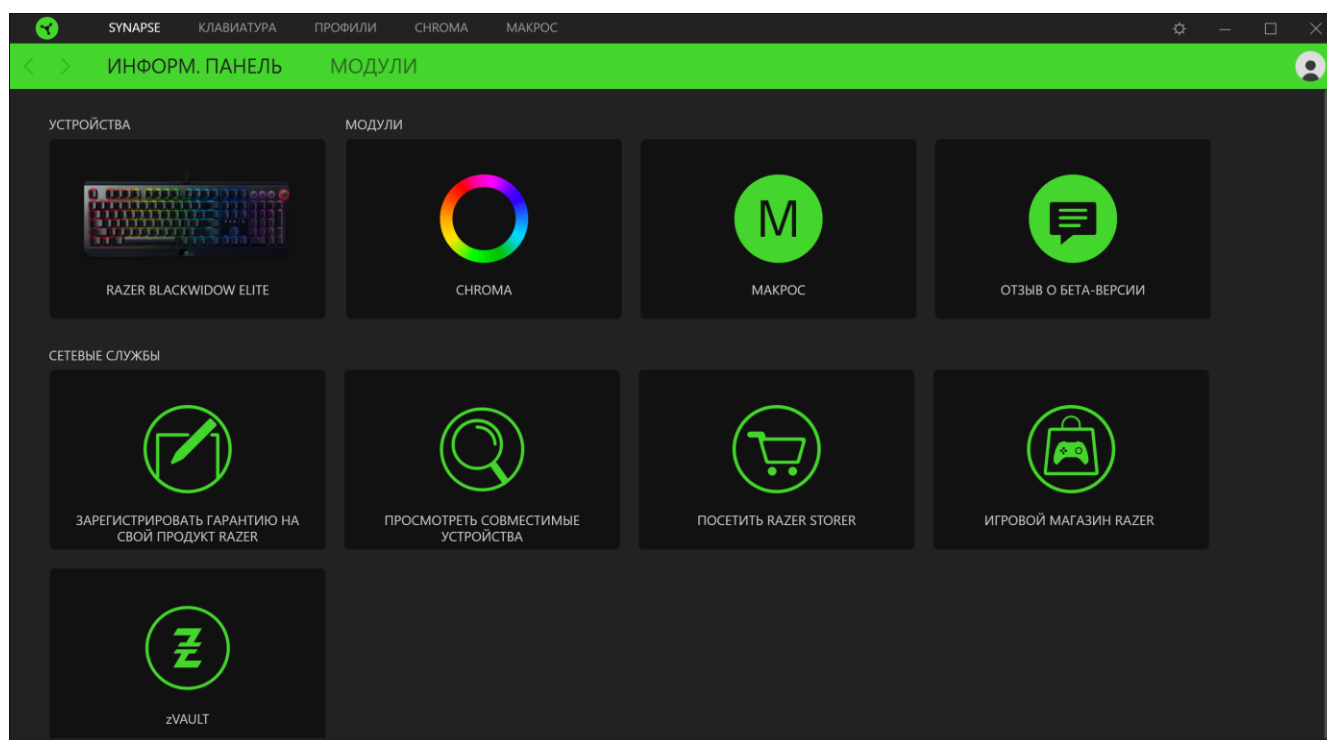 SYNAPSE КЛАВИАТУРА ПРОФИЛИ CHROMA МАКРОС
ИНФОРМ. ПАНЕЛЬ МОДУЛИ
УСТРОЙСТВА МОДУЛИ
M
RAZER BLACKWIDOW ELITE CHROMA МАКРОС ОТЗЫВ О БЕТА-ВЕРСИИ
СЕТЕВЫЕ СЛУЖБЫ
ЗАРЕГИСТРИРОВАТЬ ГАРАНТИЮ НА
СВОЙ ПРОДУКТ RAZER
ПРОСМОТРЕТЬ СОВМЕСТИМЫЕ
УСТРОЙСТВА
ПОСЕТИТЬ RAZER STORER
ИГРОВОЙ МАГАЗИН RAZER
zVAULT